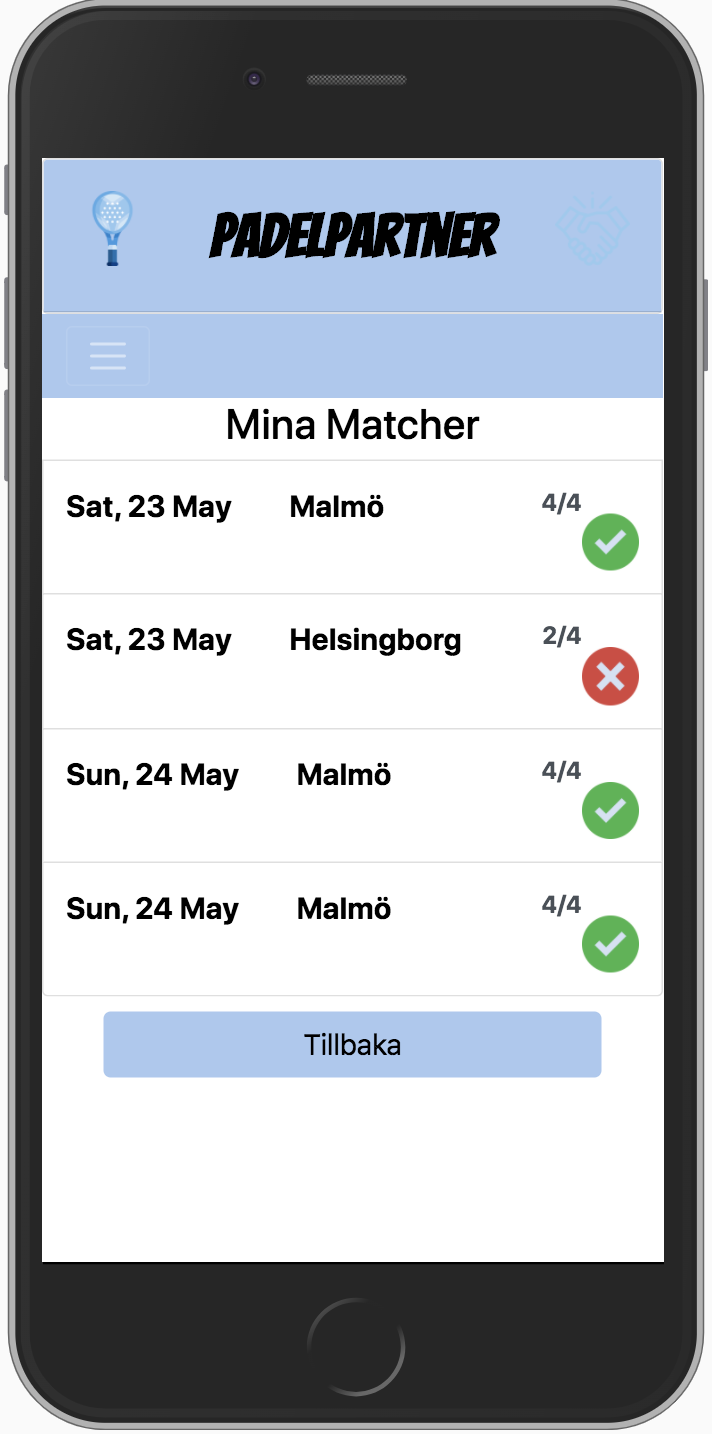 PADELPARTNER
Mina Matcher
Sat, 23 May Malmö 4/4
Sat, 23 May Helsingborg 2/4
Sun, 24 May Malmö 4/4
Sun, 24 May Malmö 4/4
Tillbaka